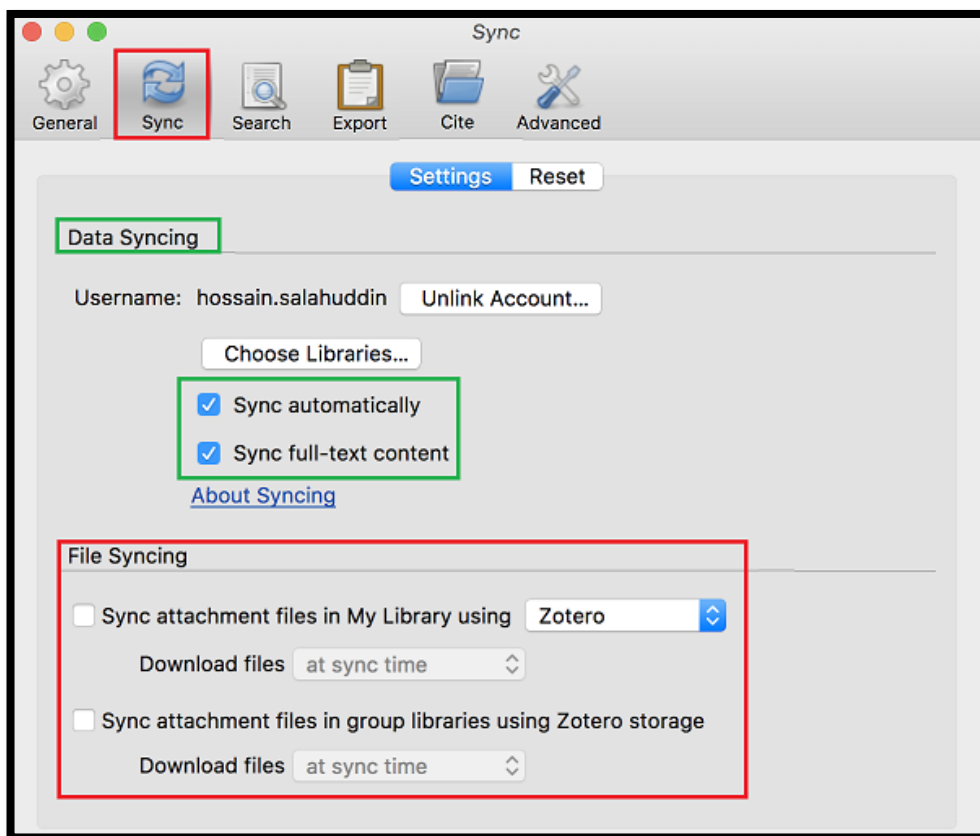 Sync
General Sync Search Export Cite Advanced
Settings Reset
Data Syncing
Username: hossain.salahuddin Unlink Account...
Choose Libraries...
Sync automatically
Sync full-text content
About Syncing
File Syncing
Sync attachment files in My Library using Zotero
Download files at sync time
Sync attachment files in group libraries using Zotero storage
Download files at sync time